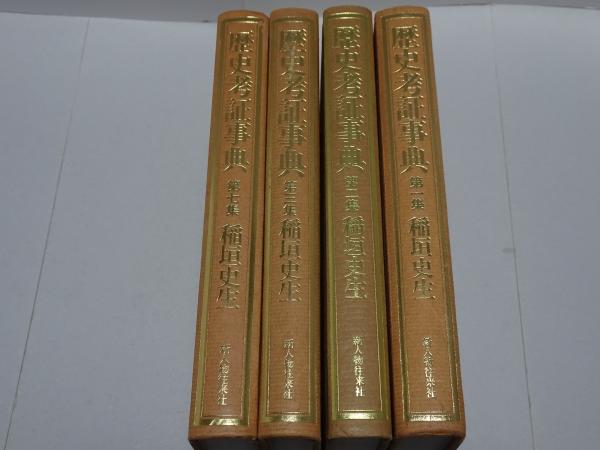 歴史考証事典 第七集 稲垣史生 新人物往来社
歴史考証事典 第三集 稲垣史生 新人物往来社
歴史考証事典 第二集 稲垣史生 新人物往来社
歴史考証事典 第一集 稲垣史生 新人物往来社